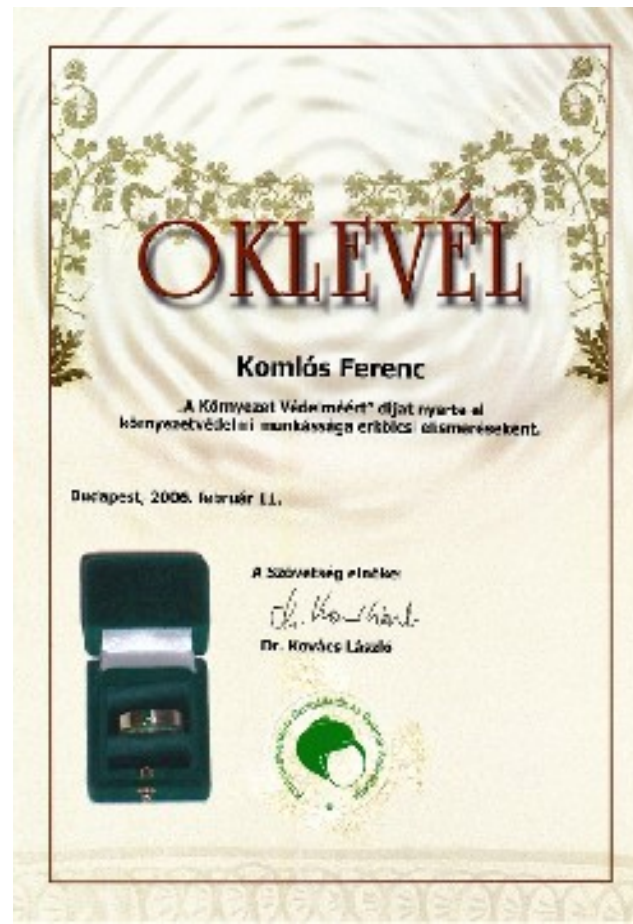 OKLEVÉL
Komlós Ferenc
„A Környezet Védelméért” díjat nyerte el
környezetvédelmi munkássága erkölcsi elismeréseként.
Budapest, 2006. február 11.
A Szövetség elnöke:
Dr. Kovács László